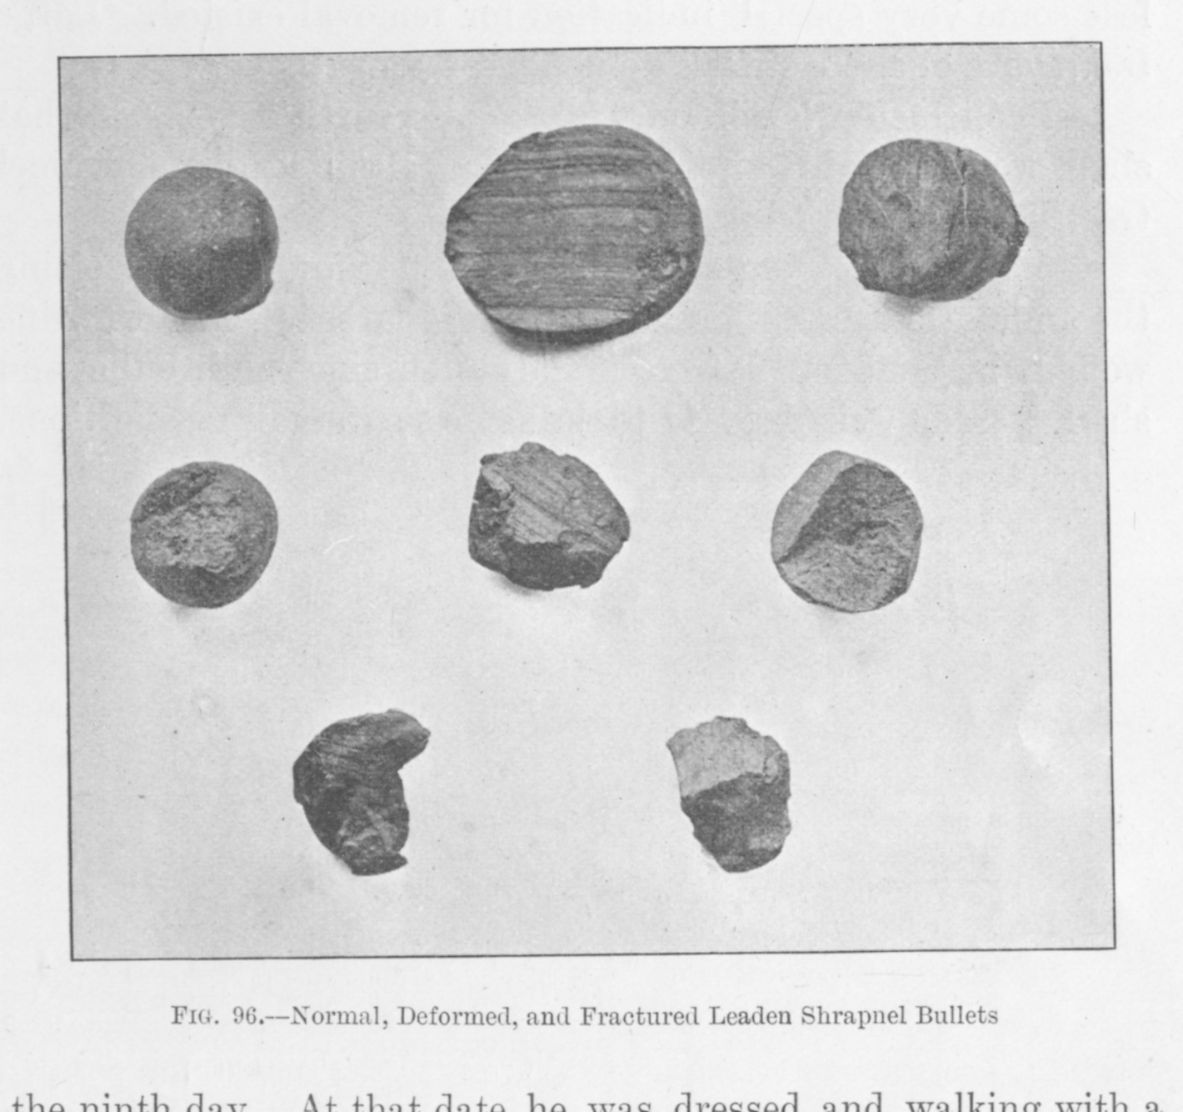 FIG. 96.—Normal, Deformed, and Fractured Leaden Shrapnel Bullets
the ninth day. At that date he was dressed and walking with a